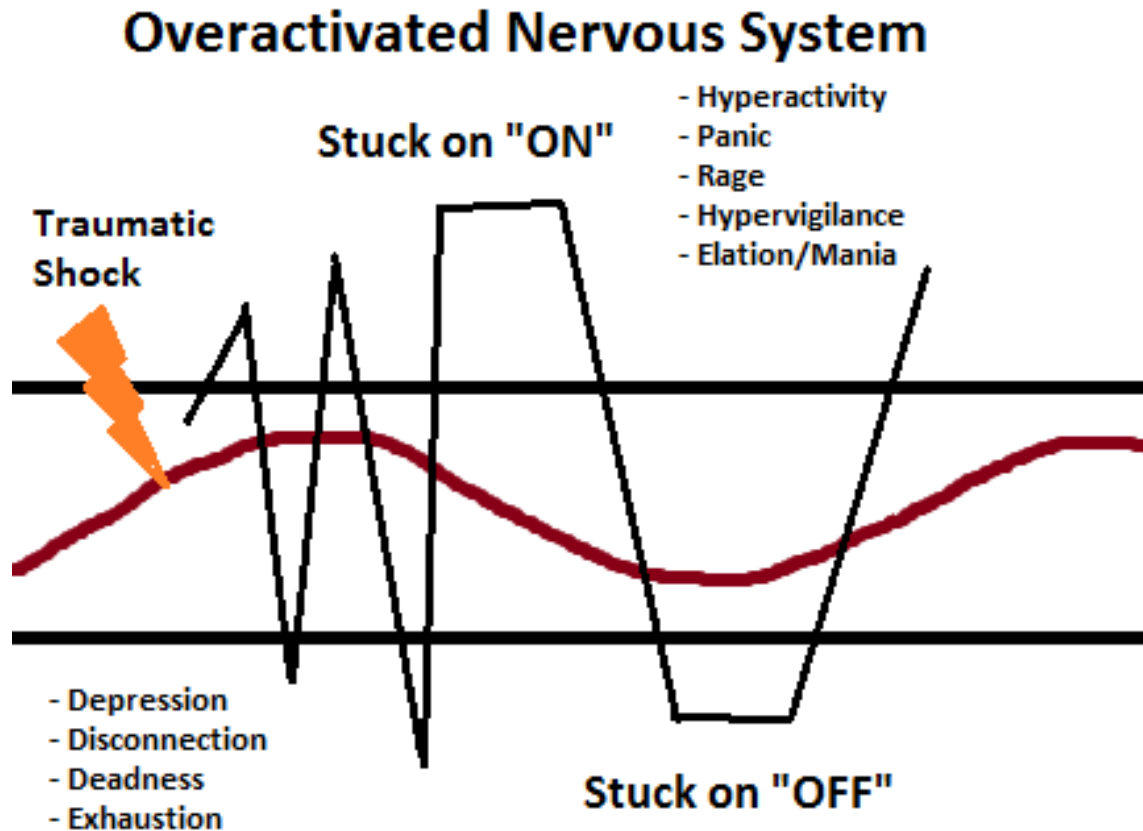 Overactivated Nervous System
Stuck on "ON"
- Hyperactivity
- Panic
- Rage
- Hypervigilance
- Elation/Mania
Traumatic
Shock
- Depression
- Disconnection
- Deadness
- Exhaustion
Stuck on "OFF"